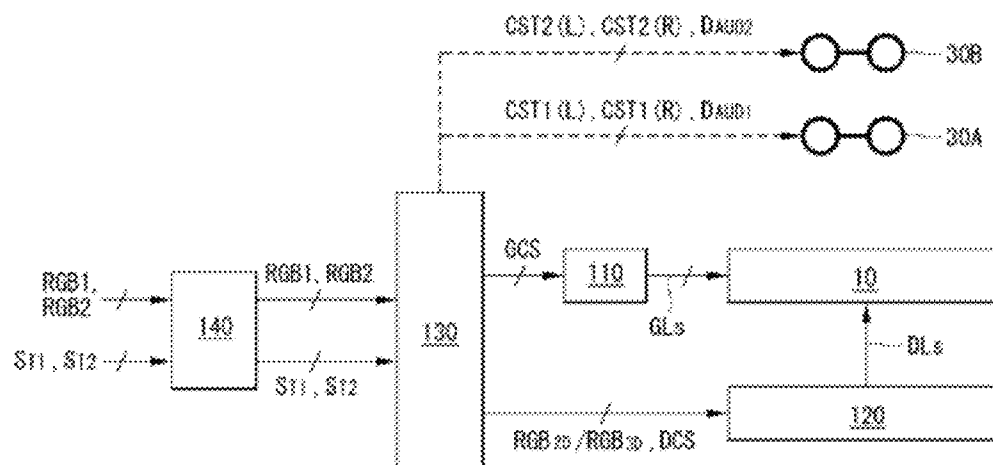 CST2(L), CST2(R), DAUD2
30B
CST1(L), CST1(R), DAUD1
30A
RGB1,
RGB2
RGB1, RGB2
140
ST1, ST2
ST1, ST2
130
GCS
110
GLs
10
DLs
120
RGB2D/RGB3D, DCS